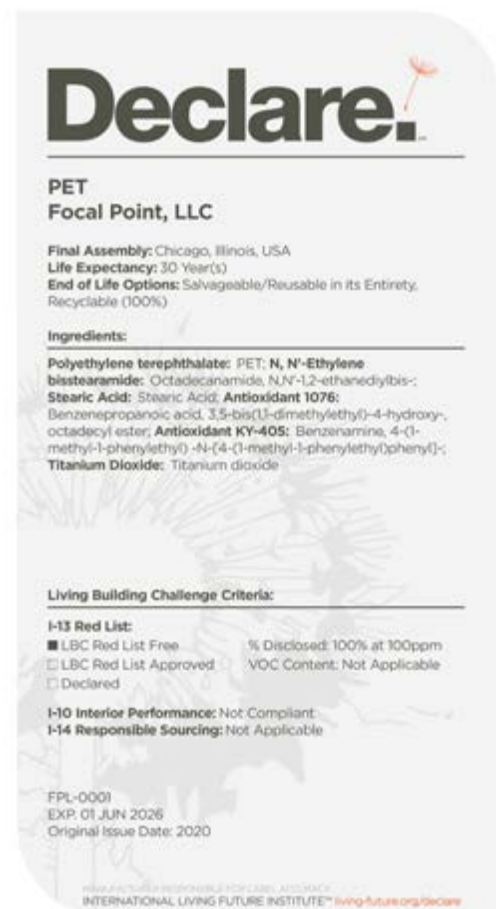 Declare.
PET
Focal Point, LLC
Final Assembly: Chicago, Illinois, USA
Life Expectancy: 30 Year(s)
End of Life Options: Salvageable/Reusable in its Entirety,
Recyclable (100%)
Ingredients:
Polyethylene terephthalate: PET; N, N'-Ethylene
bisstearamide: Octadecanamide, N,N'-1,2-ethanediylbis-;
Stearic Acid: Stearic Acid; Antioxidant 1076:
Benzenepropanoic acid, 3,5-bis(1,1-dimethylethyl)-4-hydroxy-,
octadecyl ester; Antioxidant KY-405: Benzenamine, 4-(1-
methyl-1-phenylethyl) -N-[4-(1-methyl-1-phenylethyl)phenyl]-;
Titanium Dioxide: Titanium dioxide
Living Building Challenge Criteria:
I-13 Red List:
■ LBC Red List Free % Disclosed: 100% at 100ppm
□ LBC Red List Approved VOC Content: Not Applicable
□ Declared
I-10 Interior Performance: Not Compliant
I-14 Responsible Sourcing: Not Applicable
FPL-0001
EXP. 01 JUN 2026
Original Issue Date: 2020
MANUFACTURER RESPONSIBLE FOR LABEL ACCURACY
INTERNATIONAL LIVING FUTURE INSTITUTE™ living-future.org/declare